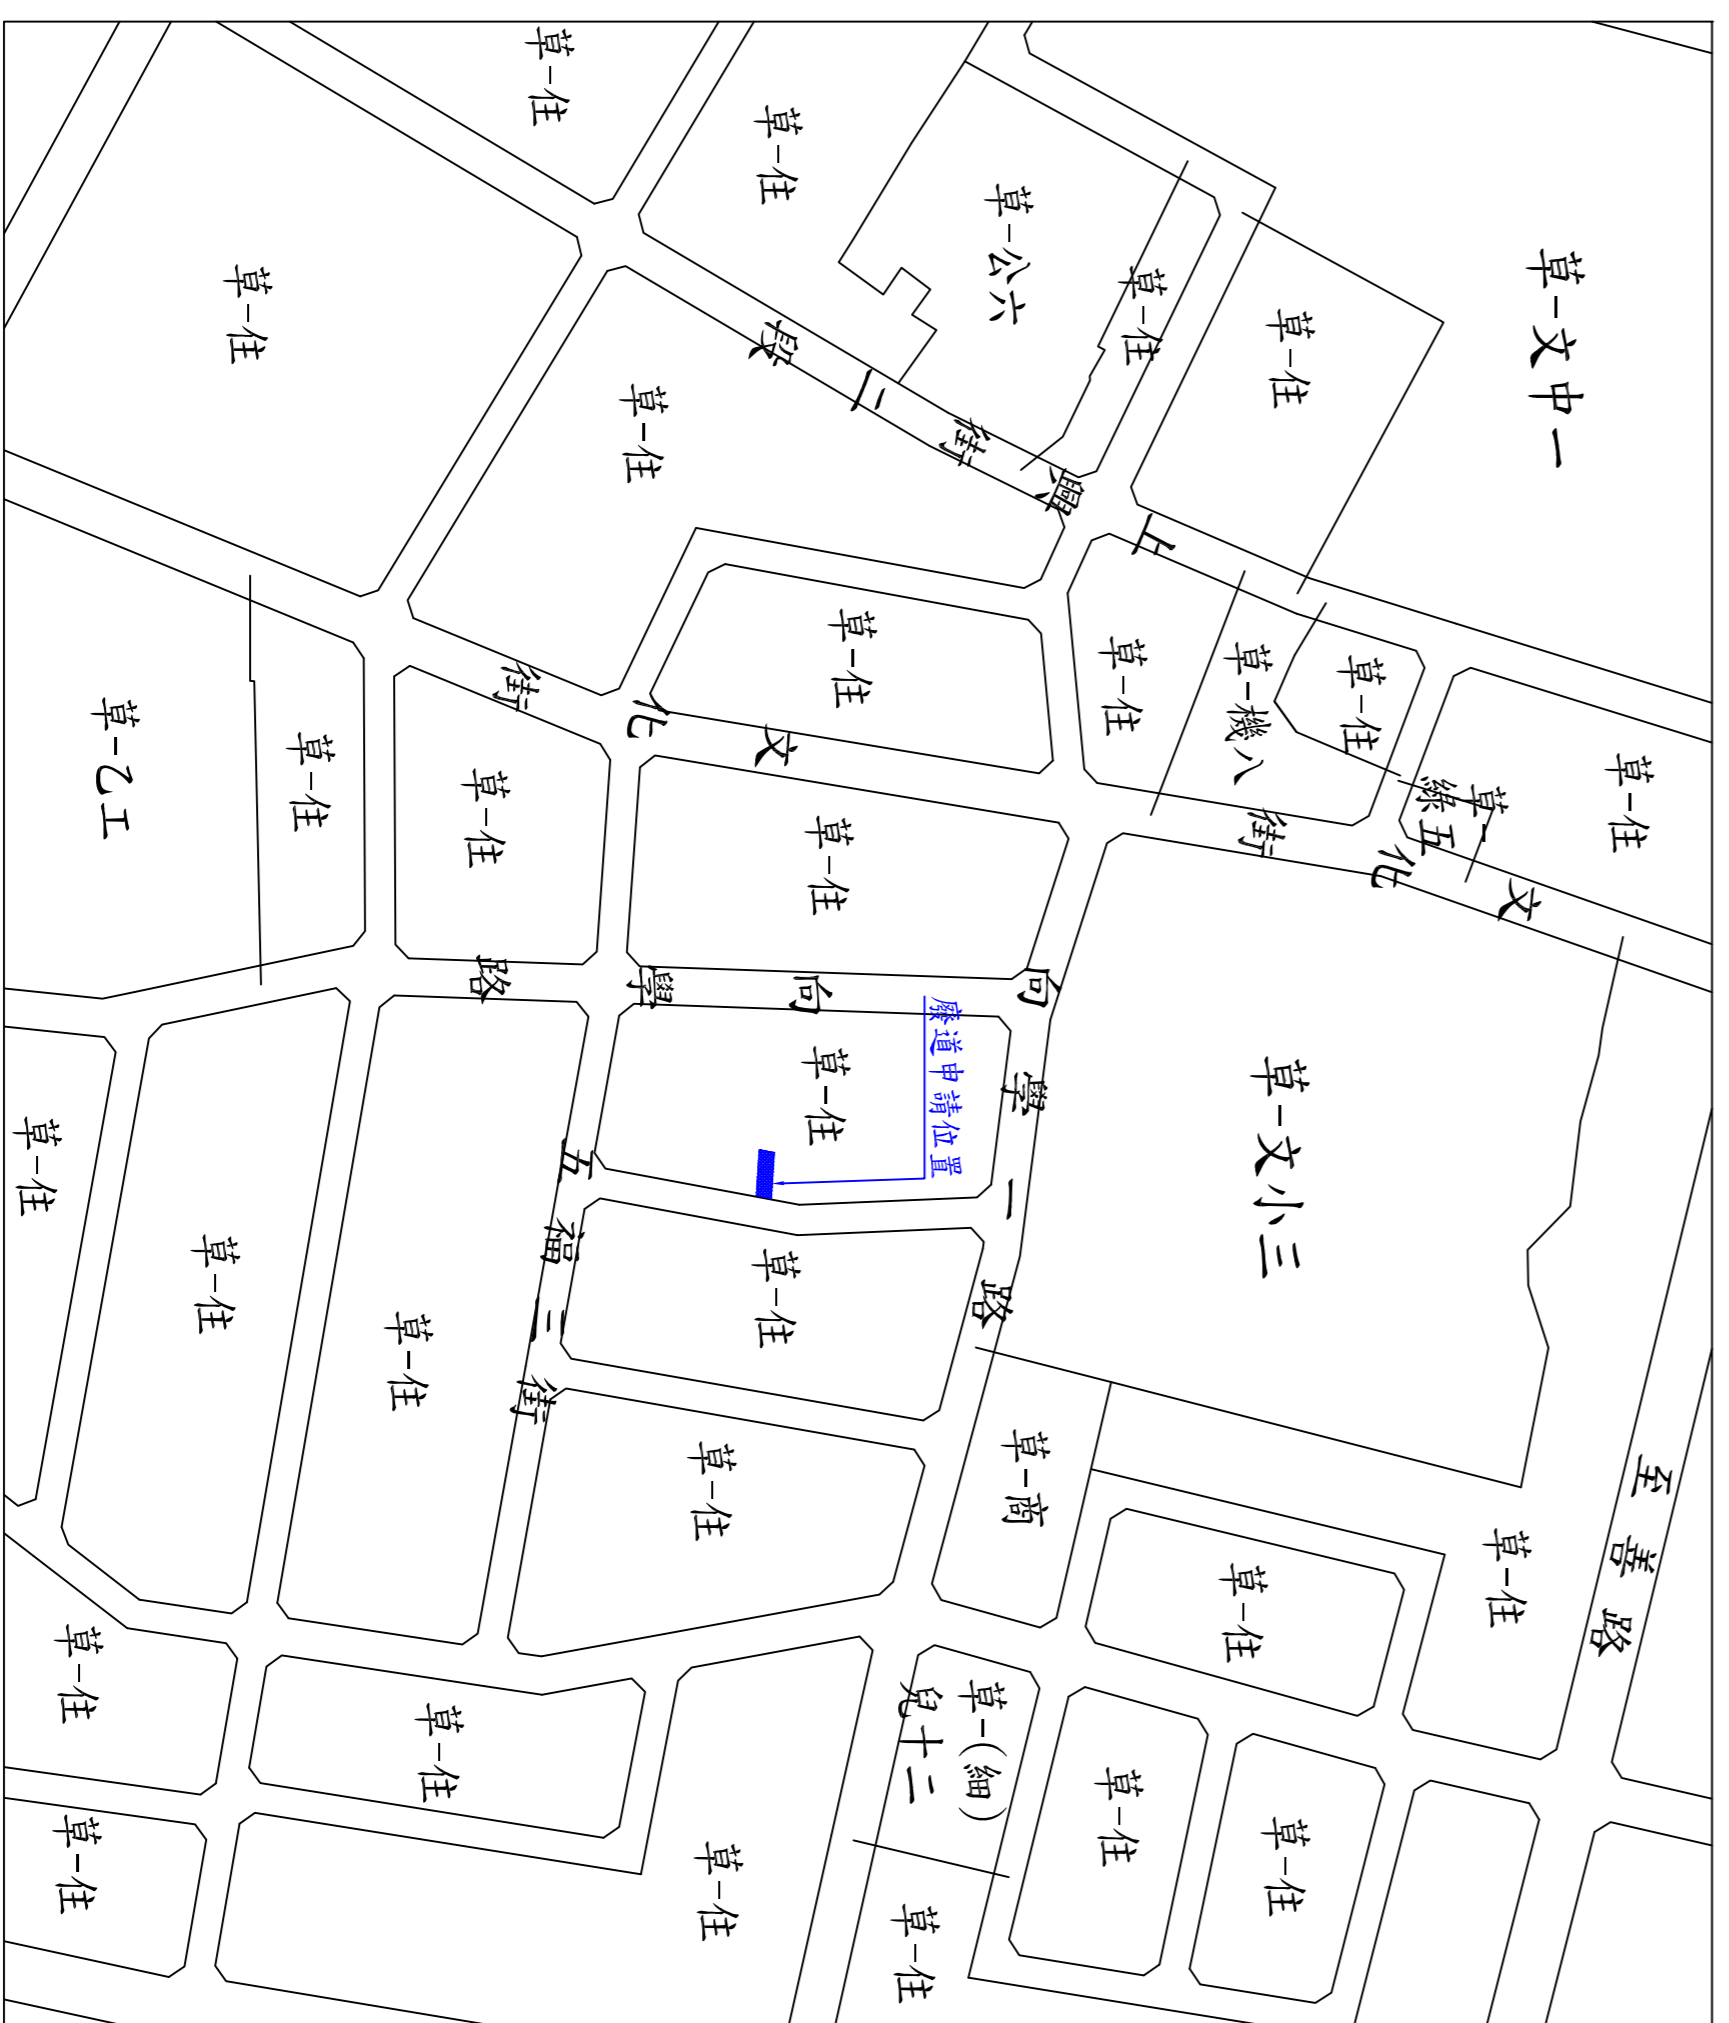 草-住
草-住
草-公六
草-住
草-住
草-文中一
草-住
草-住
上興街二段
草-住
草-住
草-機八
草-住
草-綠五
草-住
文化街
文化街
草-乙工
草-住
草-住
草-住
向學路
向學一路
廢道申請位置
草-住
草-文小三
草-住
草-住
草-住
五福三街
草-住
草-住
草-商
草-住
草-住
至善路
草-住
草-住
草-(細)兒十二
草-住
草-住
草-住
草-住
草-住